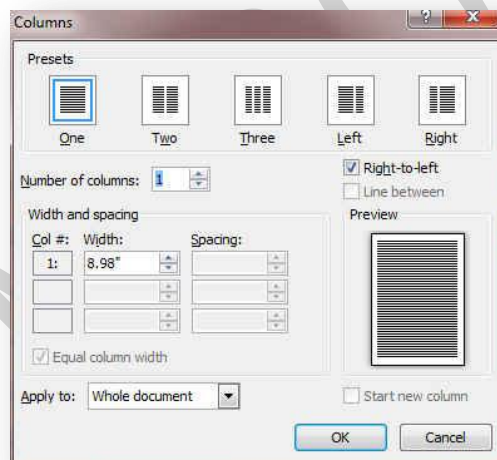 Columns
Presets
One Two Three Left Right
Number of columns: 1
Right-to-left
Line between
Width and spacing
Col #: Width: Spacing:
1: 8.98"
Equal column width
Preview
Apply to: Whole document
Start new column
OK Cancel